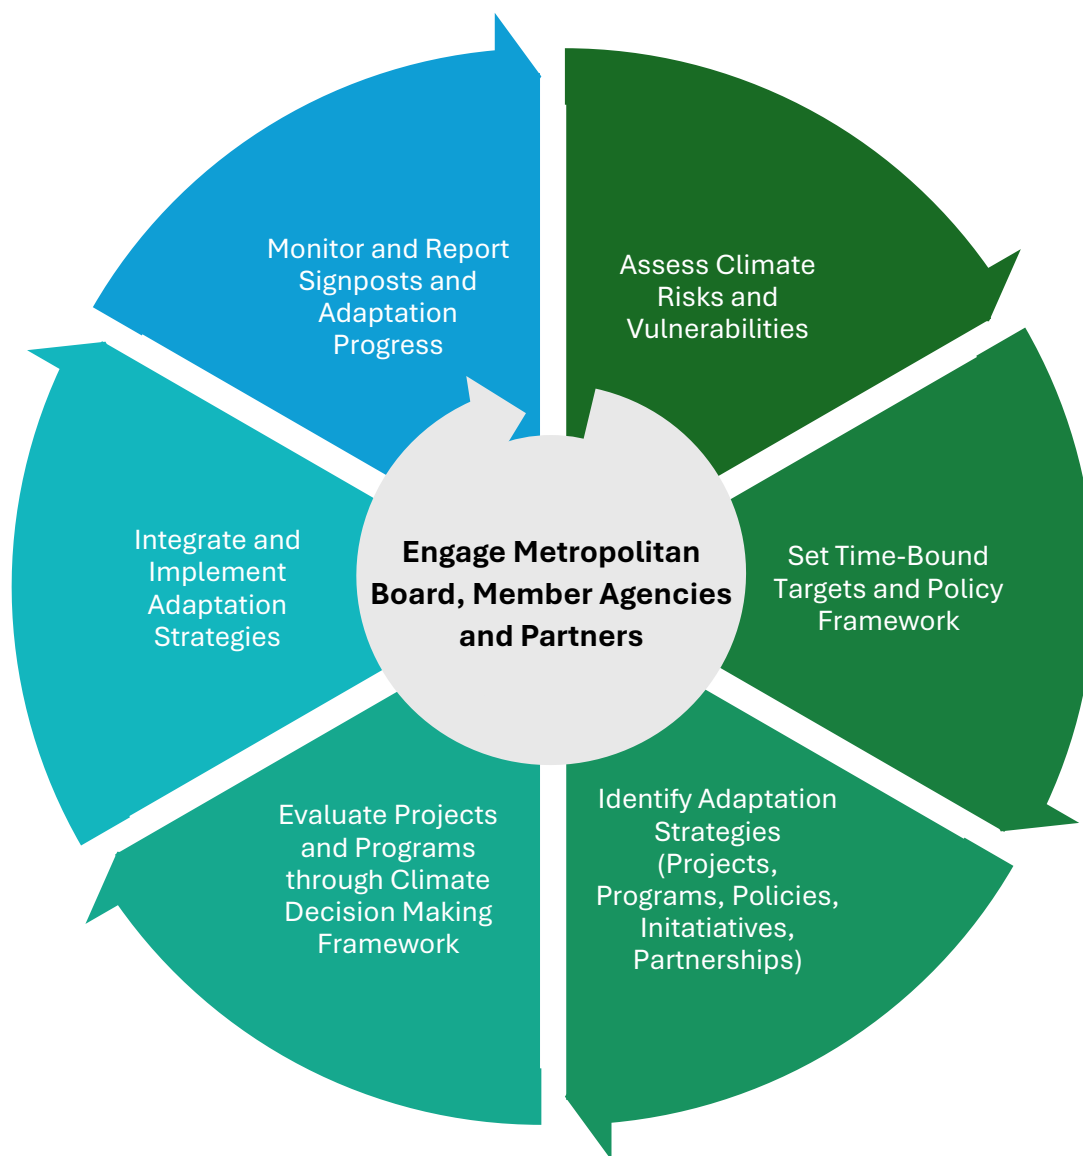 Assess Climate
Risks and
Vulnerabilities
Set Time-Bound
Targets and Policy
Framework
Identify Adaptation
Strategies
(Projects,
Programs, Policies,
Initatiatives,
Partnerships)
Evaluate Projects
and Programs
through Climate
Decision Making
Framework
Integrate and
Implement
Adaptation
Strategies
Monitor and Report
Signposts and
Adaptation
Progress
Engage Metropolitan
Board, Member Agencies
and Partners